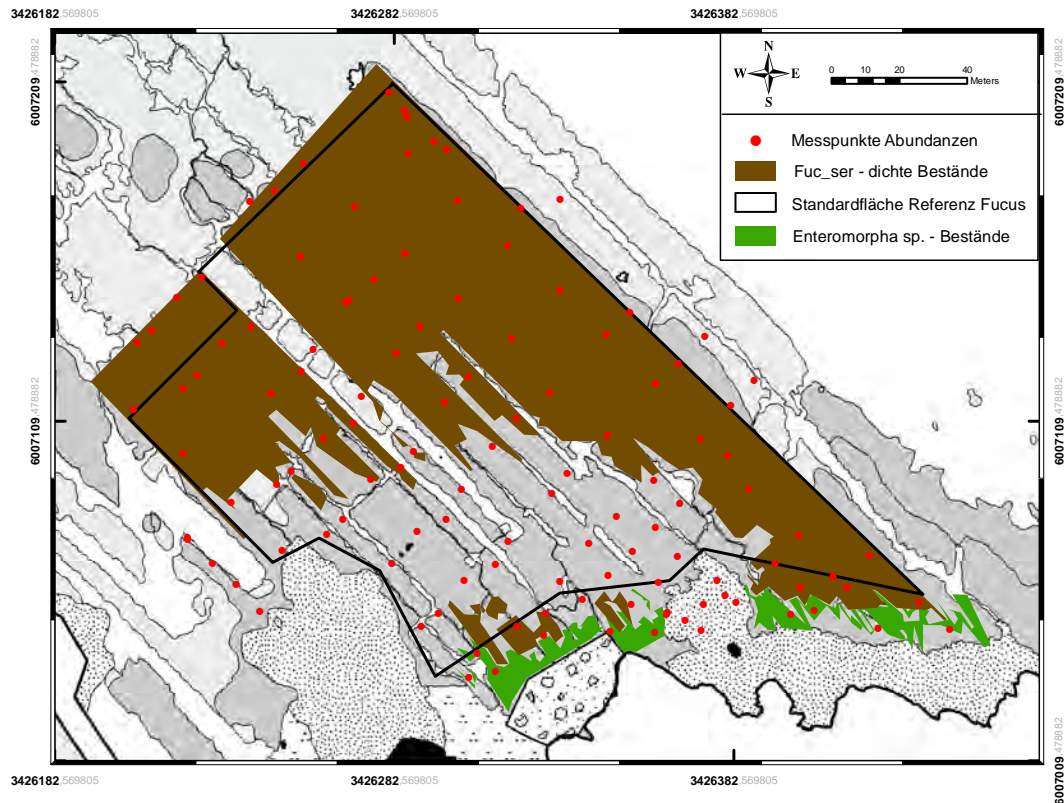 3426182,569805 3426282,569805 3426382,569805
6007209,478882
6007209,478882
N
W E
S
0 10 20 40
Meters
Messpunkte Abundanzen
Fuc_ser - dichte Bestände
Standardfläche Referenz Fucus
Enteromorpha sp. - Bestände
6007109,478882
6007109,478882
6007009,478882
3426182,569805 3426282,569805 3426382,569805